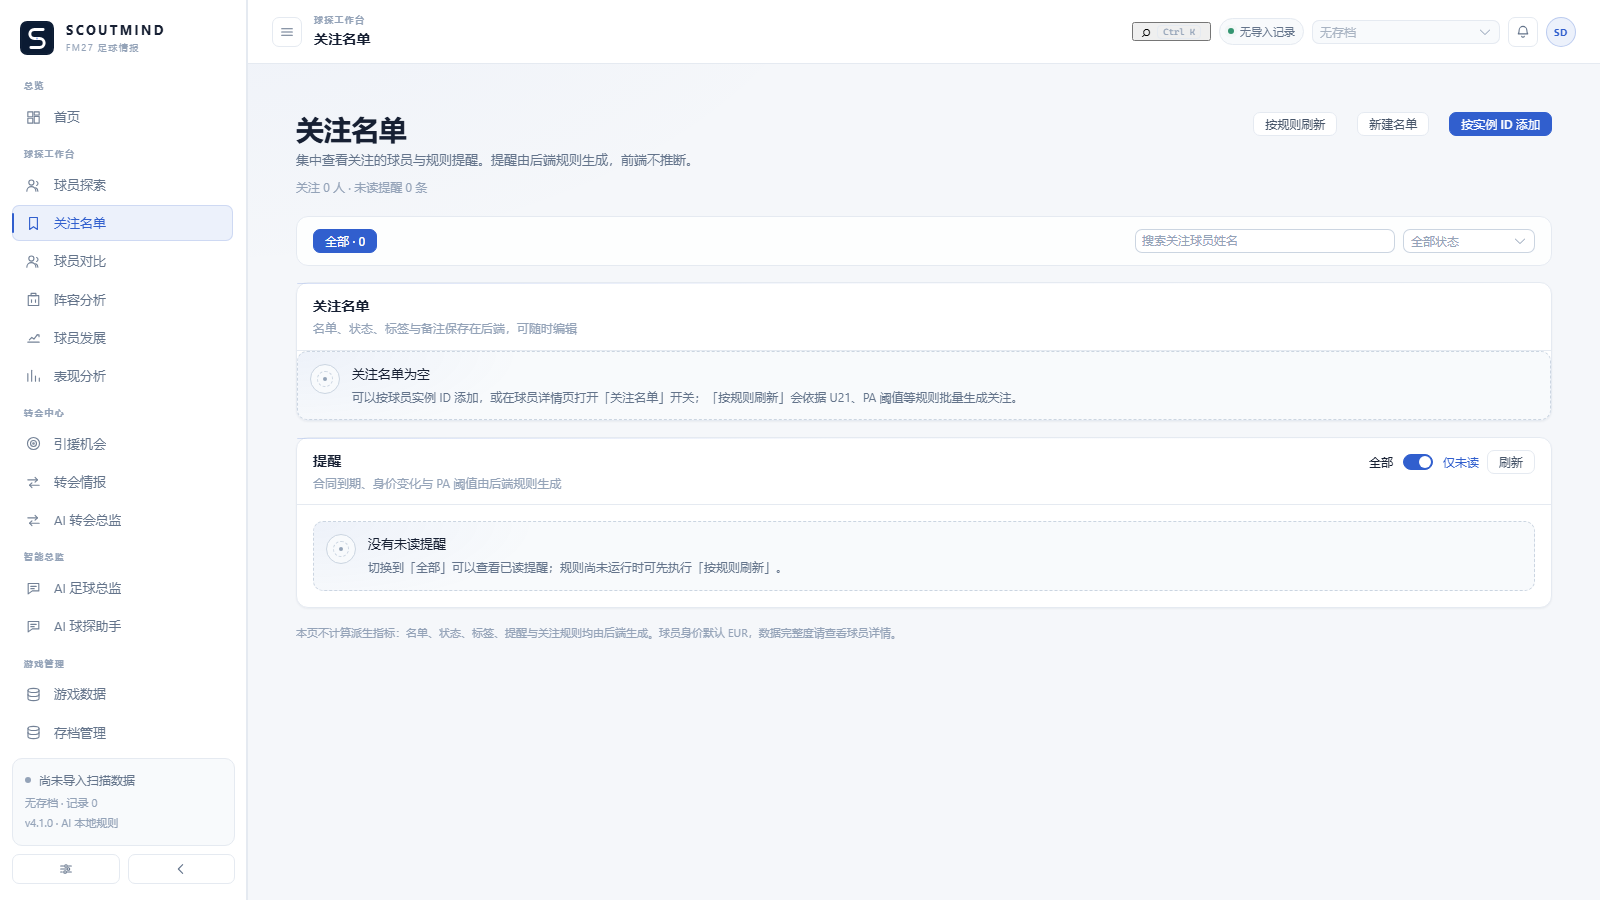 SCOUTMIND
FM27 足球情报
总览
首页
球探工作台
球员探索
关注名单
球员对比
阵容分析
球员发展
表现分析
转会中心
引援机会
转会情报
AI 转会总监
智能总监
AI 足球总监
AI 球探助手
游戏管理
游戏数据
存档管理
尚未导入扫描数据
无存档 · 记录 0
v4.1.0 · AI 本地规则
球探工作台
关注名单
Ctrl K
无导入记录
无存档
SD
关注名单
集中查看关注的球员与规则提醒。提醒由后端规则生成，前端不推断。
关注 0 人 · 未读提醒 0 条
按规则刷新
新建名单
按实例 ID 添加
全部 · 0
搜索关注球员姓名
全部状态
关注名单
名单、状态、标签与备注保存在后端，可随时编辑
关注名单为空
可以按球员实例 ID 添加，或在球员详情页打开「关注名单」开关；「按规则刷新」会依据 U21、PA 阈值等规则批量生成关注。
提醒
合同到期、身价变化与 PA 阈值由后端规则生成
全部
仅未读
刷新
没有未读提醒
切换到「全部」可以查看已读提醒；规则尚未运行时可先执行「按规则刷新」。
本页不计算派生指标：名单、状态、标签、提醒与关注规则均由后端生成。球员身价默认 EUR，数据完整度请查看球员详情。